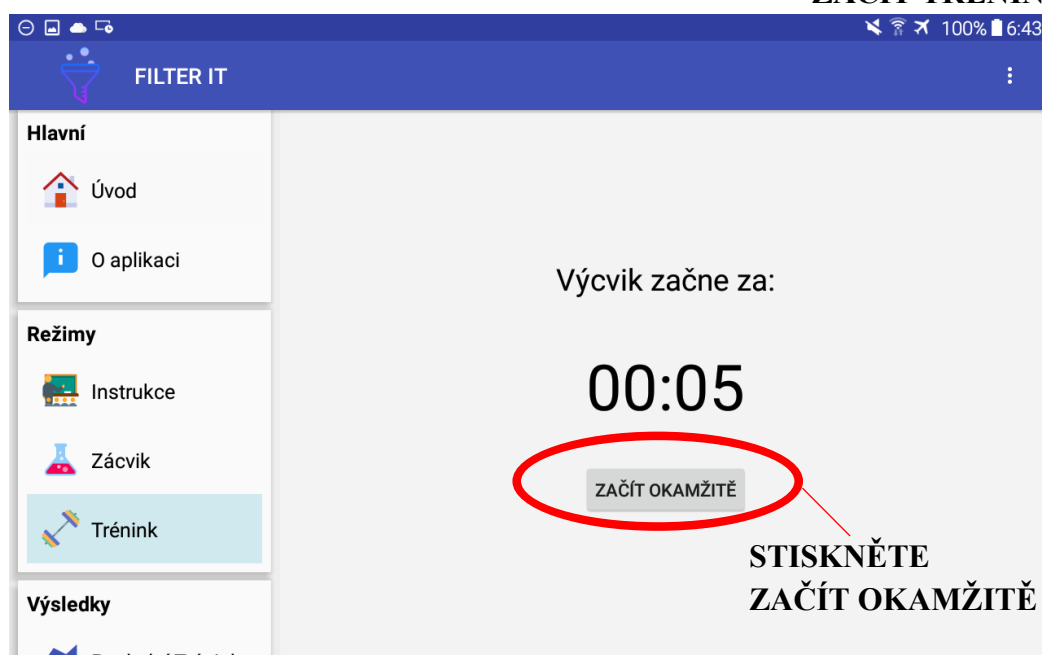 100% 6:43
FILTER IT
Hlavní
Úvod
O aplikaci
Režimy
Instrukce
Zácvik
Trénink
Výsledky
Výcvik začne za:
00:05
ZAČÍT OKAMŽITĚ
STISKNĚTE
ZAČÍT OKAMŽITĚ